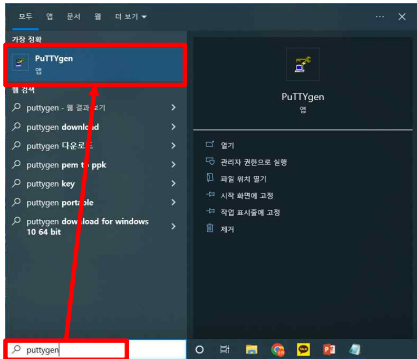 모두 앱 문서 웹 더 보기
가장 정확
PuTTYgen
앱
웹 검색
puttygen - 웹 결과 보기
puttygen download
puttygen 다운로드
puttygen pem to ppk
puttygen key
puttygen portable
puttygen download for windows
10 64 bit
puttygen
PuTTYgen
앱
열기
관리자 권한으로 실행
파일 위치 열기
시작 화면에 고정
작업 표시줄에 고정
제거